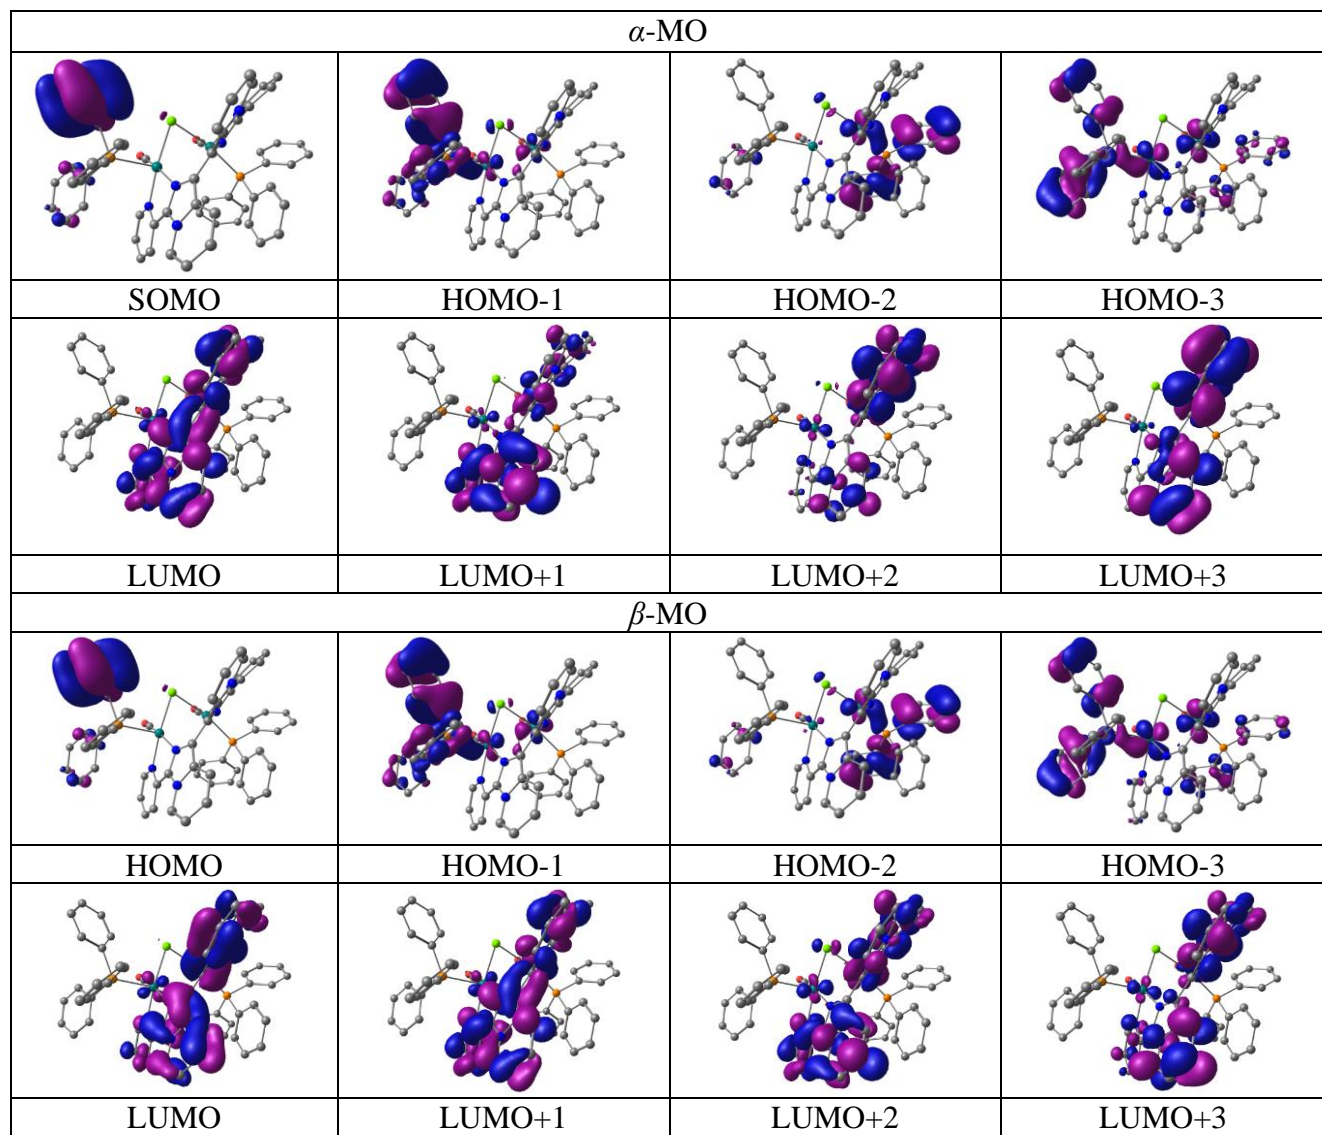 α-MO
SOMO HOMO-1 HOMO-2 HOMO-3
LUMO LUMO+1 LUMO+2 LUMO+3
β-MO
HOMO HOMO-1 HOMO-2 HOMO-3
LUMO LUMO+1 LUMO+2 LUMO+3